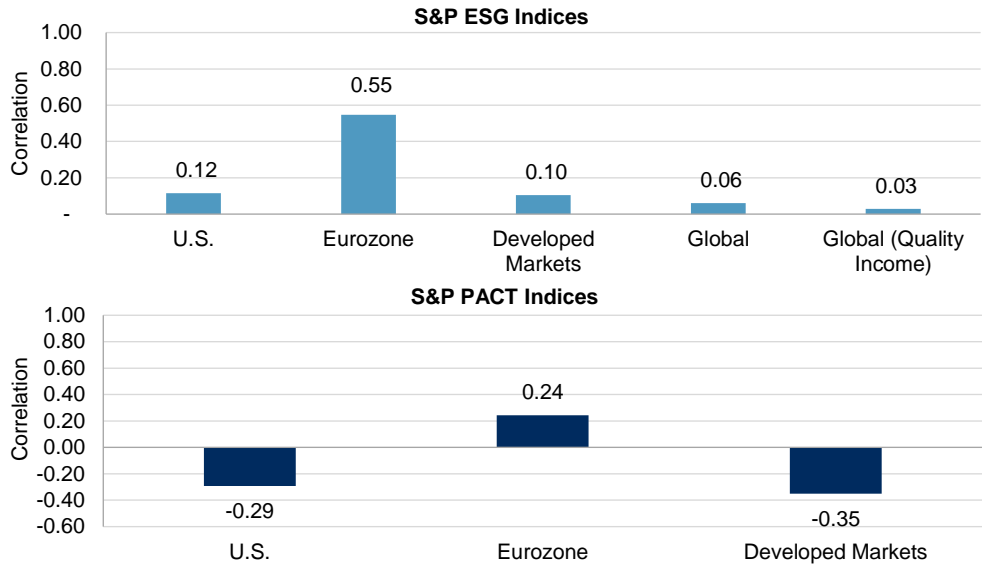 S&P ESG Indices
1.00
0.80
0.60
0.40
0.20
-
Correlation
0.12
0.55
0.10
0.06
0.03
U.S.
Eurozone
Developed
Markets
Global
Global (Quality
Income)
S&P PACT Indices
1.00
0.80
0.60
0.40
0.20
0.00
-0.20
-0.40
-0.60
Correlation
-0.29
0.24
-0.35
U.S.
Eurozone
Developed Markets